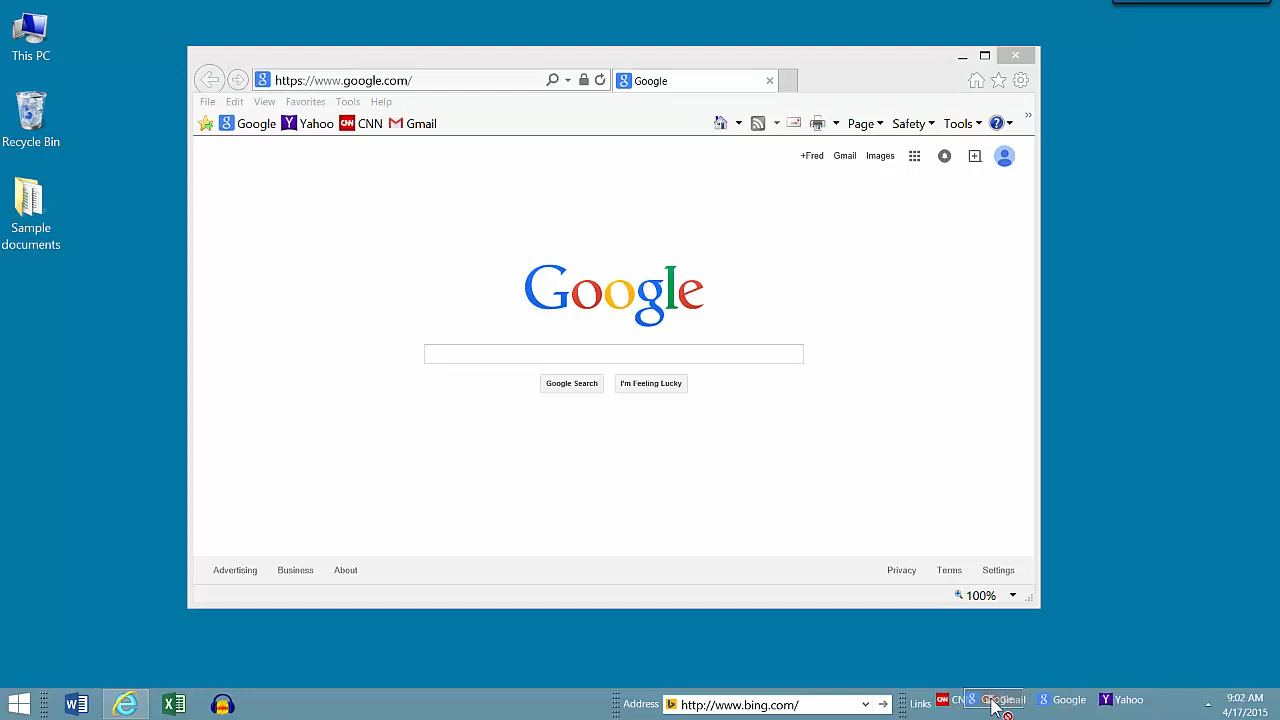 This PC
Recycle Bin
Sample
documents
https://www.google.com/
Google
File Edit View Favorites Tools Help
Google Yahoo CNN Gmail
Page Safety Tools
+Fred Gmail Images
Google
Google Search I'm Feeling Lucky
Advertising Business About
Privacy Terms Settings
100%
Address http://www.bing.com/
Links
Google Yahoo
9:02 AM
4/17/2015